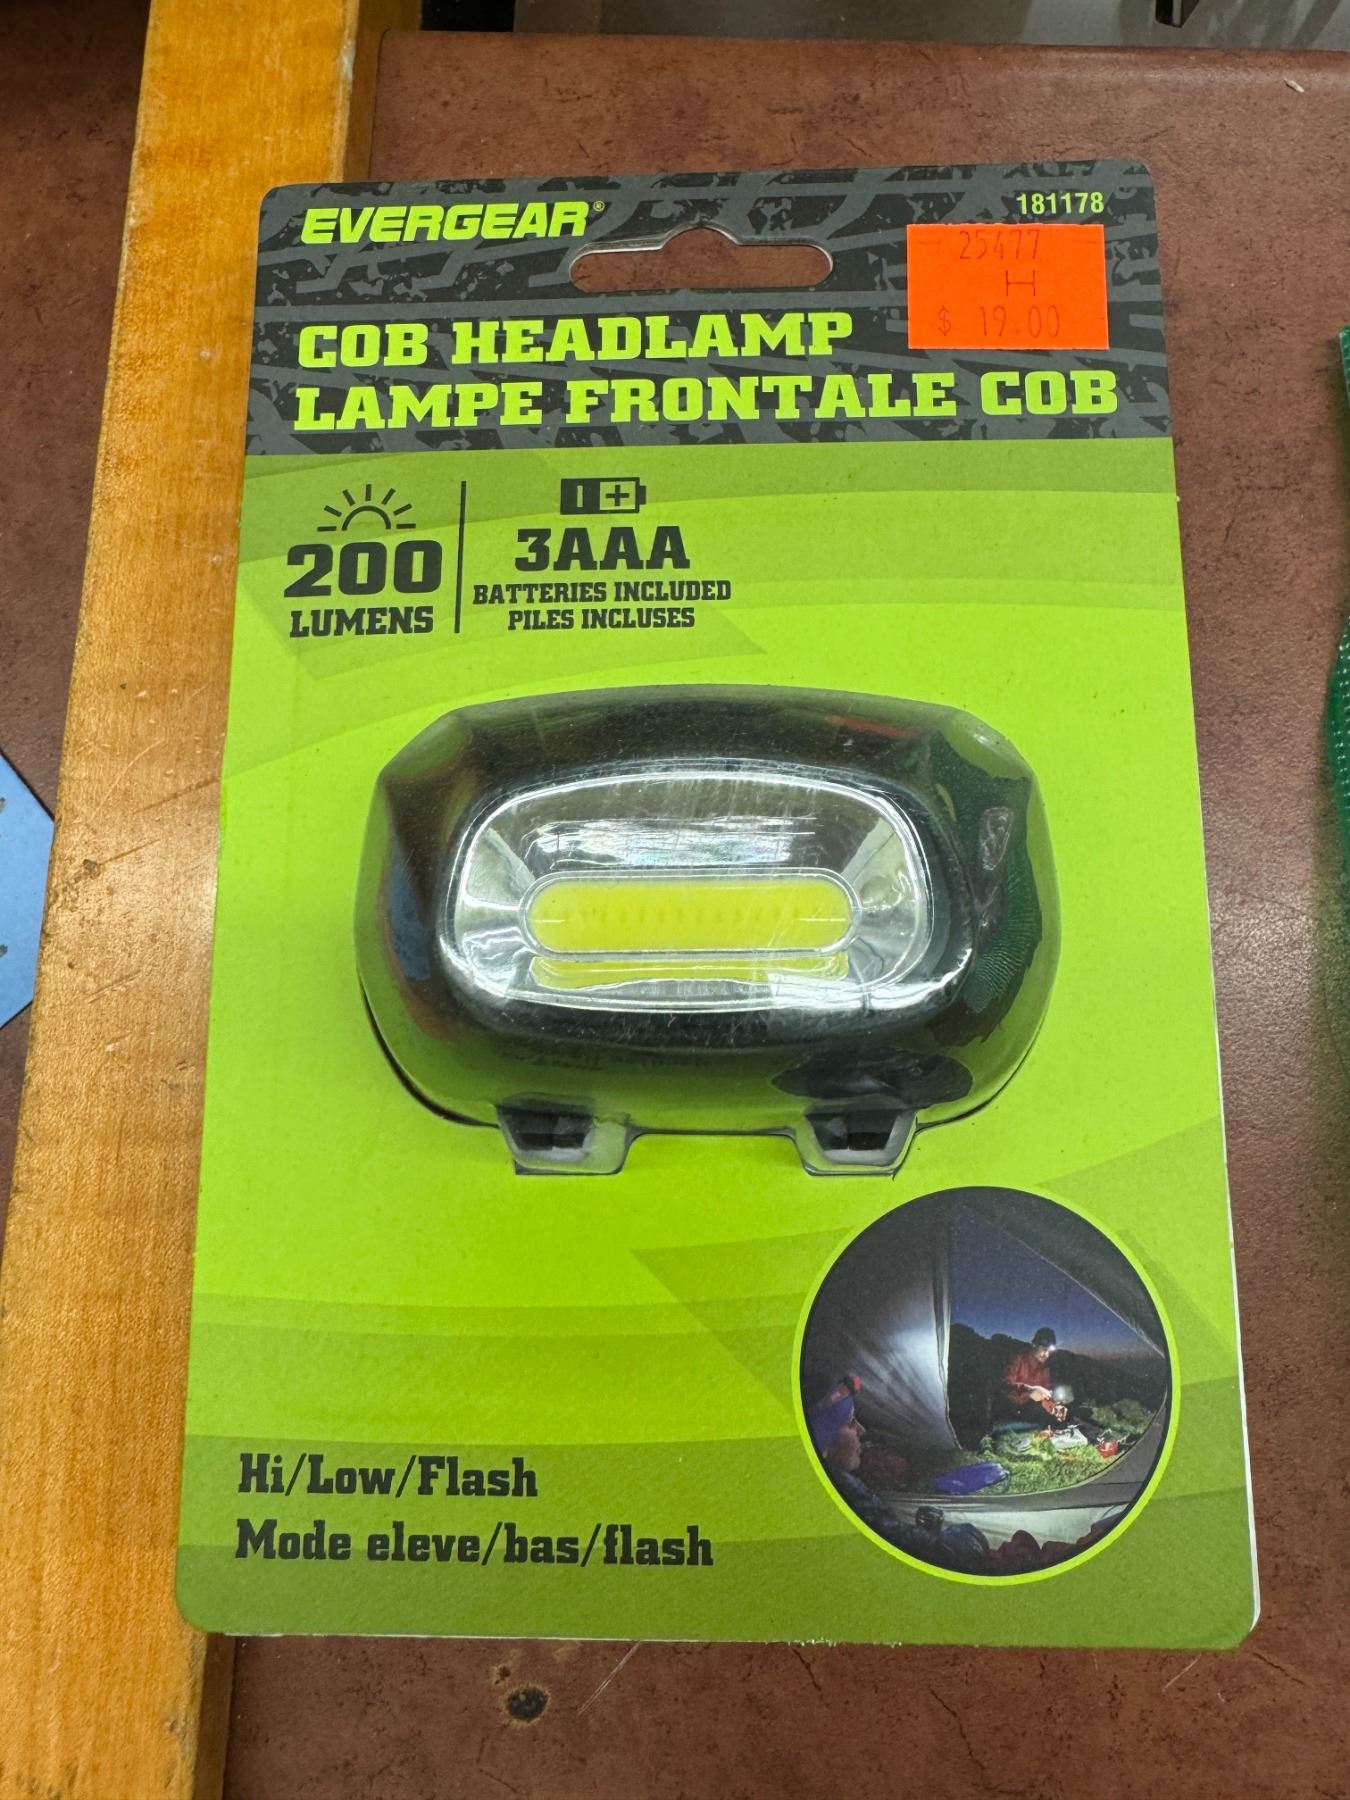 EVERGEAR®
181178
25477
H
$ 19.00
COB HEADLAMP
LAMPE FRONTALE COB
200
LUMENS
3AAA
BATTERIES INCLUDED
PILES INCLUSES
Hi/Low/Flash
Mode eleve/bas/flash